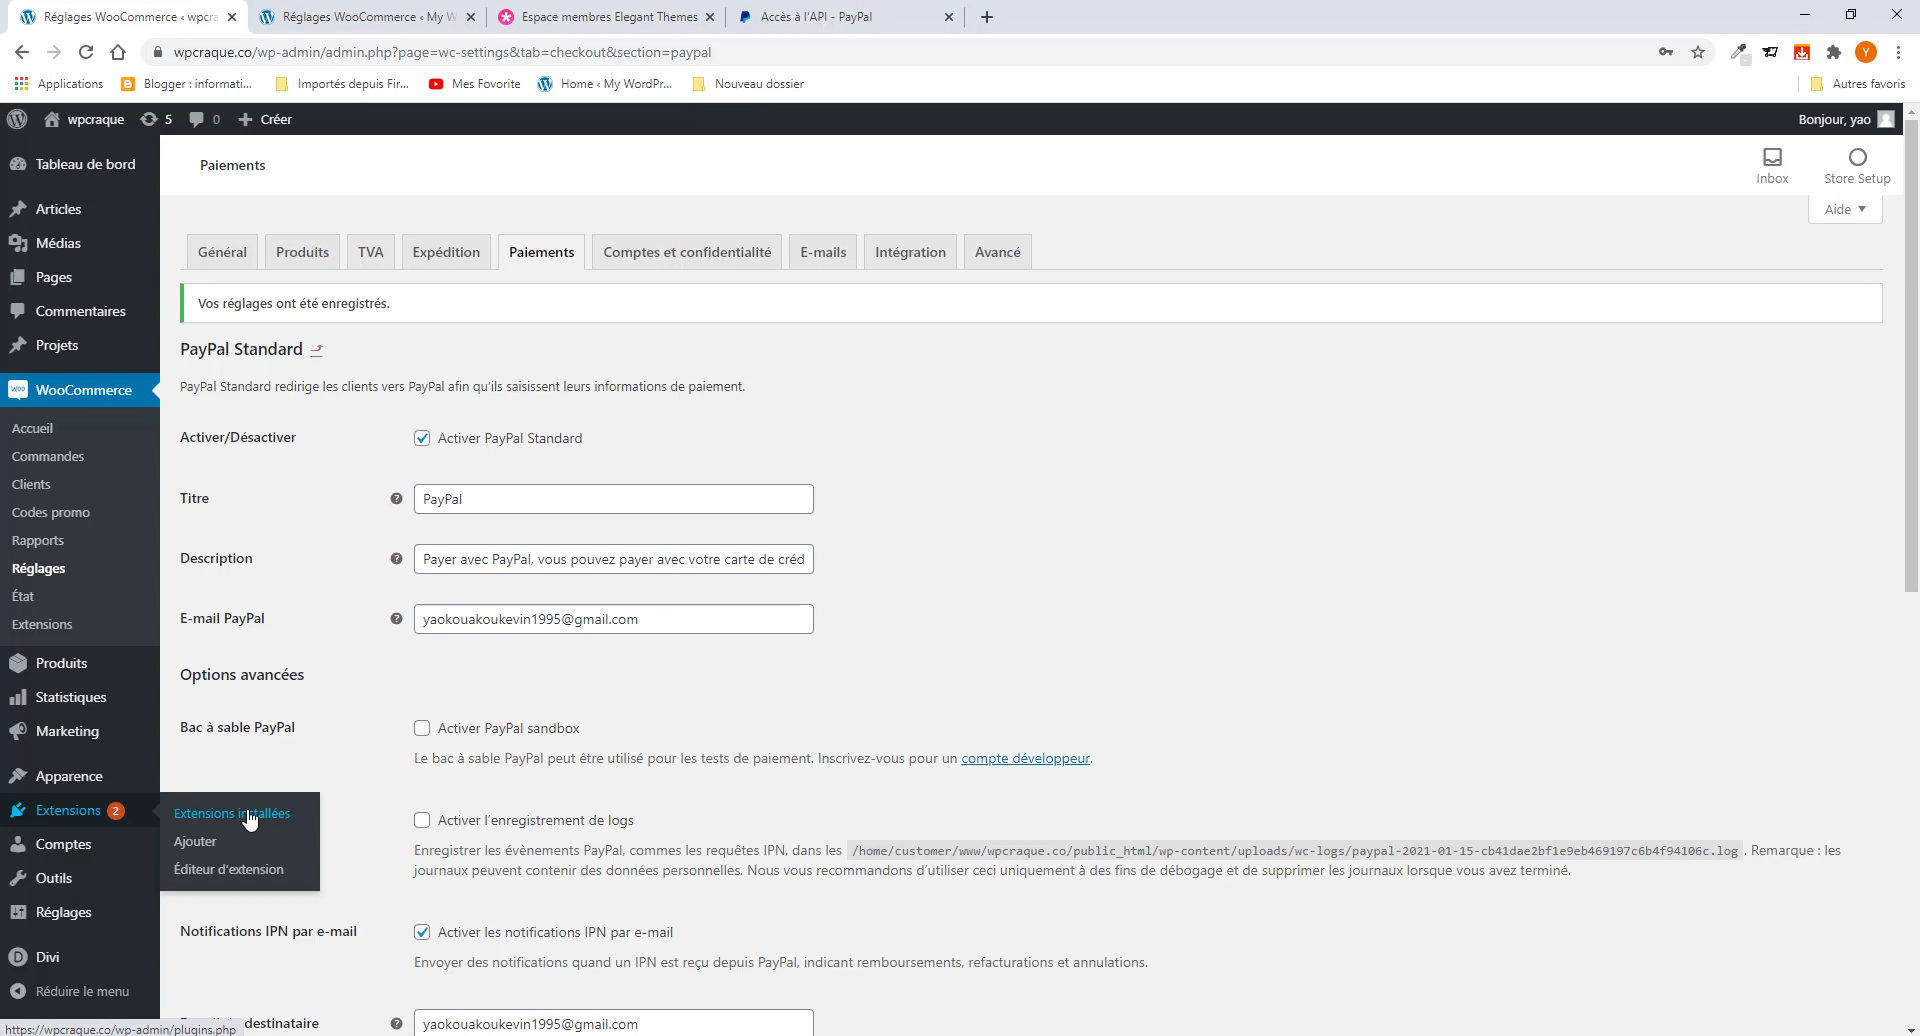 Réglages WooCommerce ‹ wpcra
Réglages WooCommerce ‹ My W
Espace membres Elegant Themes
Accès à l'API - PayPal
wpcraque.co/wp-admin/admin.php?page=wc-settings&tab=checkout&section=paypal
Y
Applications
Blogger : informati...
Importés depuis Fir...
Mes Fovorite
Home ‹ My WordPr...
Nouveau dossier
Autres favoris
wpcraque
5
0
Créer
Bonjour, yao
Tableau de bord
Articles
Médias
Pages
Commentaires
Projets
WooCommerce
Accueil
Commandes
Clients
Codes promo
Rapports
Réglages
État
Extensions
Produits
Statistiques
Marketing
Apparence
Extensions 2
Comptes
Outils
Réglages
Divi
Réduire le menu
Extensions installées
Ajouter
Éditeur d'extension
Paiements
Inbox
Store Setup
Aide
Général
Produits
TVA
Expédition
Paiements
Comptes et confidentialité
E-mails
Intégration
Avancé
Vos réglages ont été enregistrés.
PayPal Standard
PayPal Standard redirige les clients vers PayPal afin qu'ils saisissent leurs informations de paiement.
Activer/Désactiver
Activer PayPal Standard
Titre
PayPal
Description
Payer avec PayPal, vous pouvez payer avec votre carte de créd
E-mail PayPal
yaokouakoukevin1995@gmail.com
Options avancées
Bac à sable PayPal
Activer PayPal sandbox
Le bac à sable PayPal peut être utilisé pour les tests de paiement. Inscrivez-vous pour un compte développeur.
Activer l'enregistrement de logs
Enregistrer les évènements PayPal, commes les requêtes IPN, dans les /home/customer/www/wpcraque.co/public_html/wp-content/uploads/wc-logs/paypal-2021-01-15-cb41dae2bf1e9eb469197c6b4f94106c.log . Remarque : les
journaux peuvent contenir des données personnelles. Nous vous recommandons d'utiliser ceci uniquement à des fins de débogage et de supprimer les journaux lorsque vous avez terminé.
Notifications IPN par e-mail
Activer les notifications IPN par e-mail
Envoyer des notifications quand un IPN est reçu depuis PayPal, indicant remboursements, refacturations et annulations.
destinataire
yaokouakoukevin1995@gmail.com
https://wpcraque.co/wp-admin/plugins.php